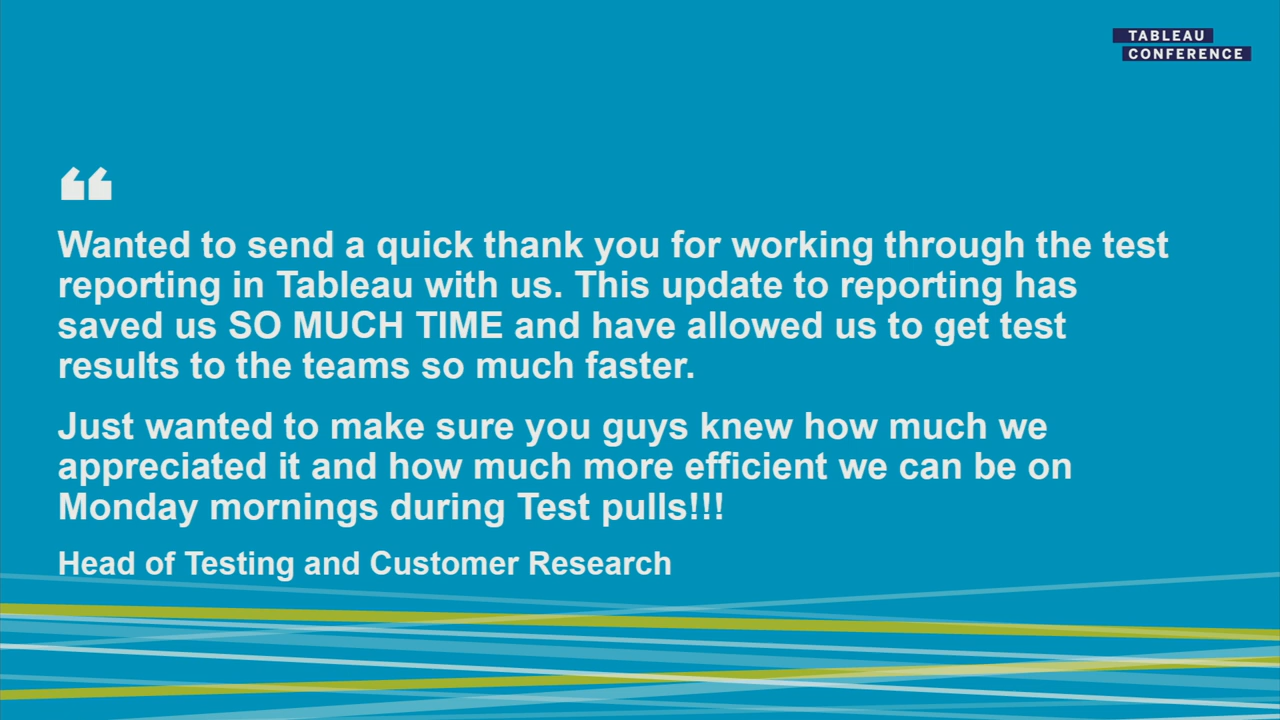 TABLEAU
CONFERENCE
“
Wanted to send a quick thank you for working through the test
reporting in Tableau with us. This update to reporting has
saved us SO MUCH TIME and have allowed us to get test
results to the teams so much faster.
Just wanted to make sure you guys knew how much we
appreciated it and how much more efficient we can be on
Monday mornings during Test pulls!!!
Head of Testing and Customer Research